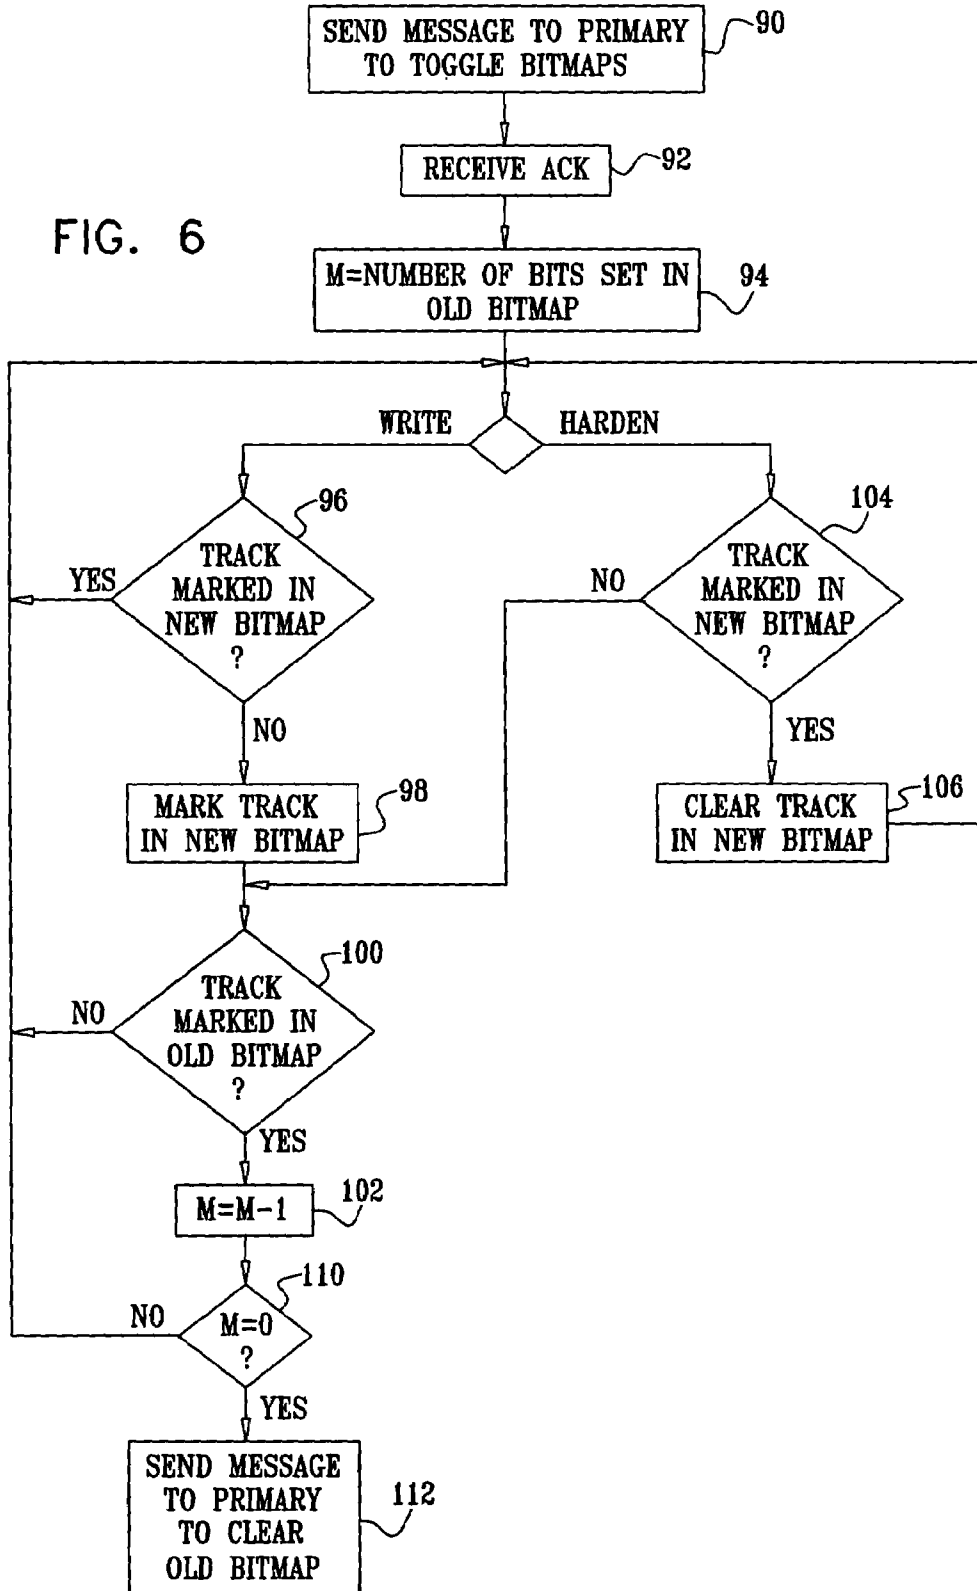 SEND MESSAGE TO PRIMARY
TO TOGGLE BITMAPS
90
RECEIVE ACK
92
FIG. 6
M=NUMBER OF BITS SET IN
OLD BITMAP
94
WRITE
HARDEN
96
TRACK
MARKED IN
NEW BITMAP
?
YES
NO
104
TRACK
MARKED IN
NEW BITMAP
?
NO
YES
MARK TRACK
IN NEW BITMAP
98
CLEAR TRACK
IN NEW BITMAP
106
100
TRACK
MARKED IN
OLD BITMAP
?
NO
YES
M=M-1
102
110
M=0
?
NO
YES
SEND MESSAGE
TO PRIMARY
TO CLEAR
OLD BITMAP
112